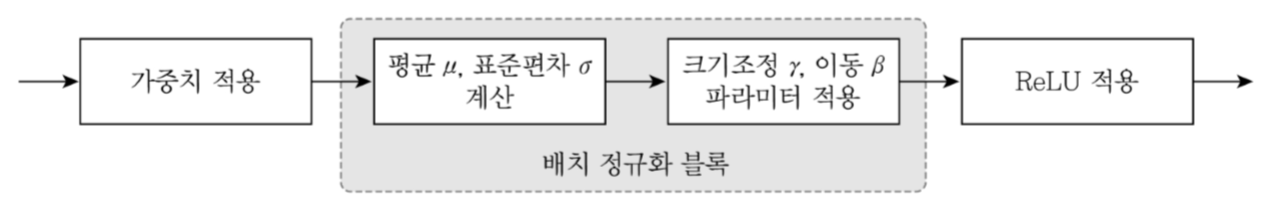 가중치 적용
평균 μ, 표준편차 σ
계산
크기조정 γ, 이동 β
파라미터 적용
ReLU 적용
배치 정규화 블록